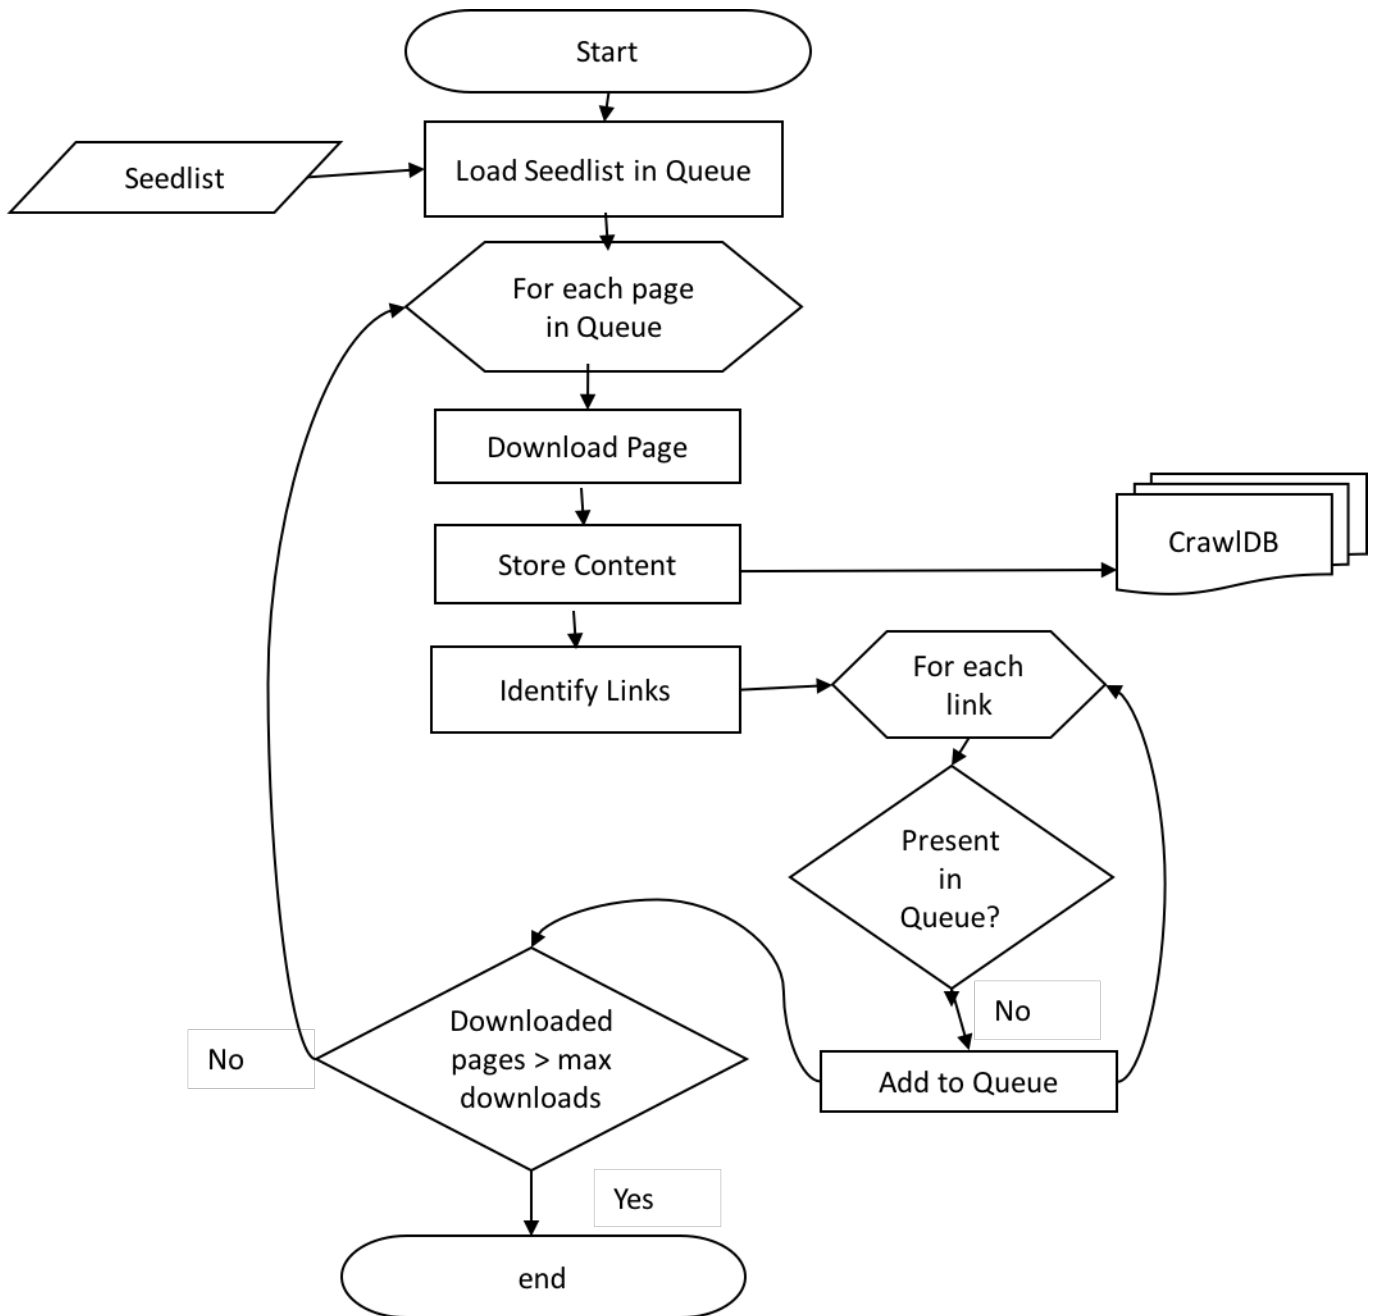 Start
Seedlist
Load Seedlist in Queue
For each page
in Queue
Download Page
Store Content
CrawlDB
Identify Links
For each
link
Present
in
Queue?
No
Add to Queue
Downloaded
pages > max
downloads
No
Yes
end